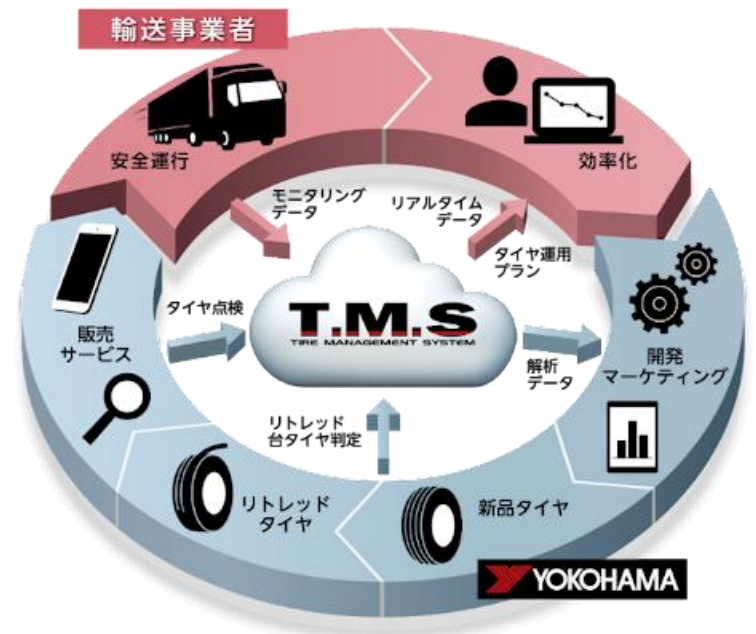 輸送事業者
安全運行
効率化
モニタリング
データ
リアルタイム
データ
タイヤ運用
プラン
販売
サービス
タイヤ点検
T.M.S
TIRE MANAGEMENT SYSTEM
開発
マーケティング
解析
データ
リトレッド
台タイヤ判定
リトレッド
タイヤ
新品タイヤ
YOKOHAMA